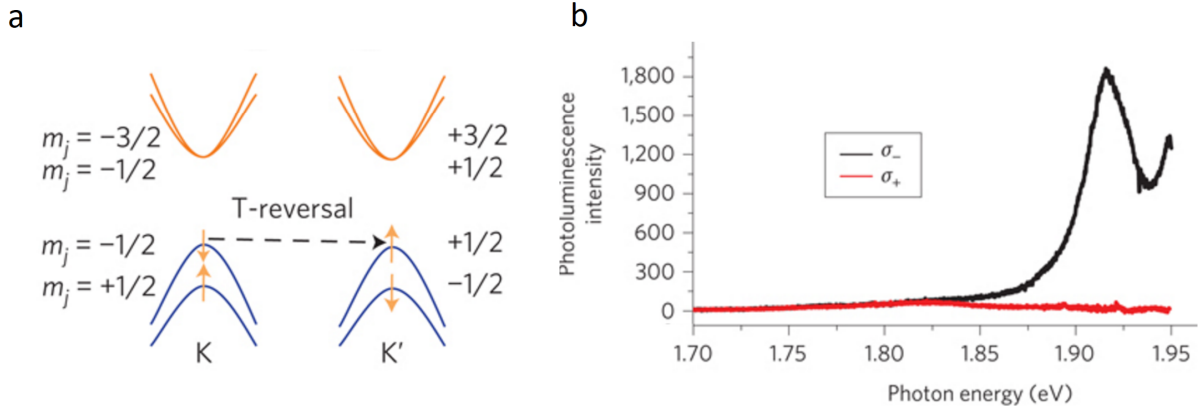 a
m_j = −3/2
m_j = −1/2
+3/2
+1/2
T-reversal
m_j = −1/2
m_j = +1/2
+1/2
−1/2
K
K′
b
Photoluminescence
intensity
1,800
1,500
1,200
900
600
300
0
σ−
σ+
1.70
1.75
1.80
1.85
1.90
1.95
Photon energy (eV)